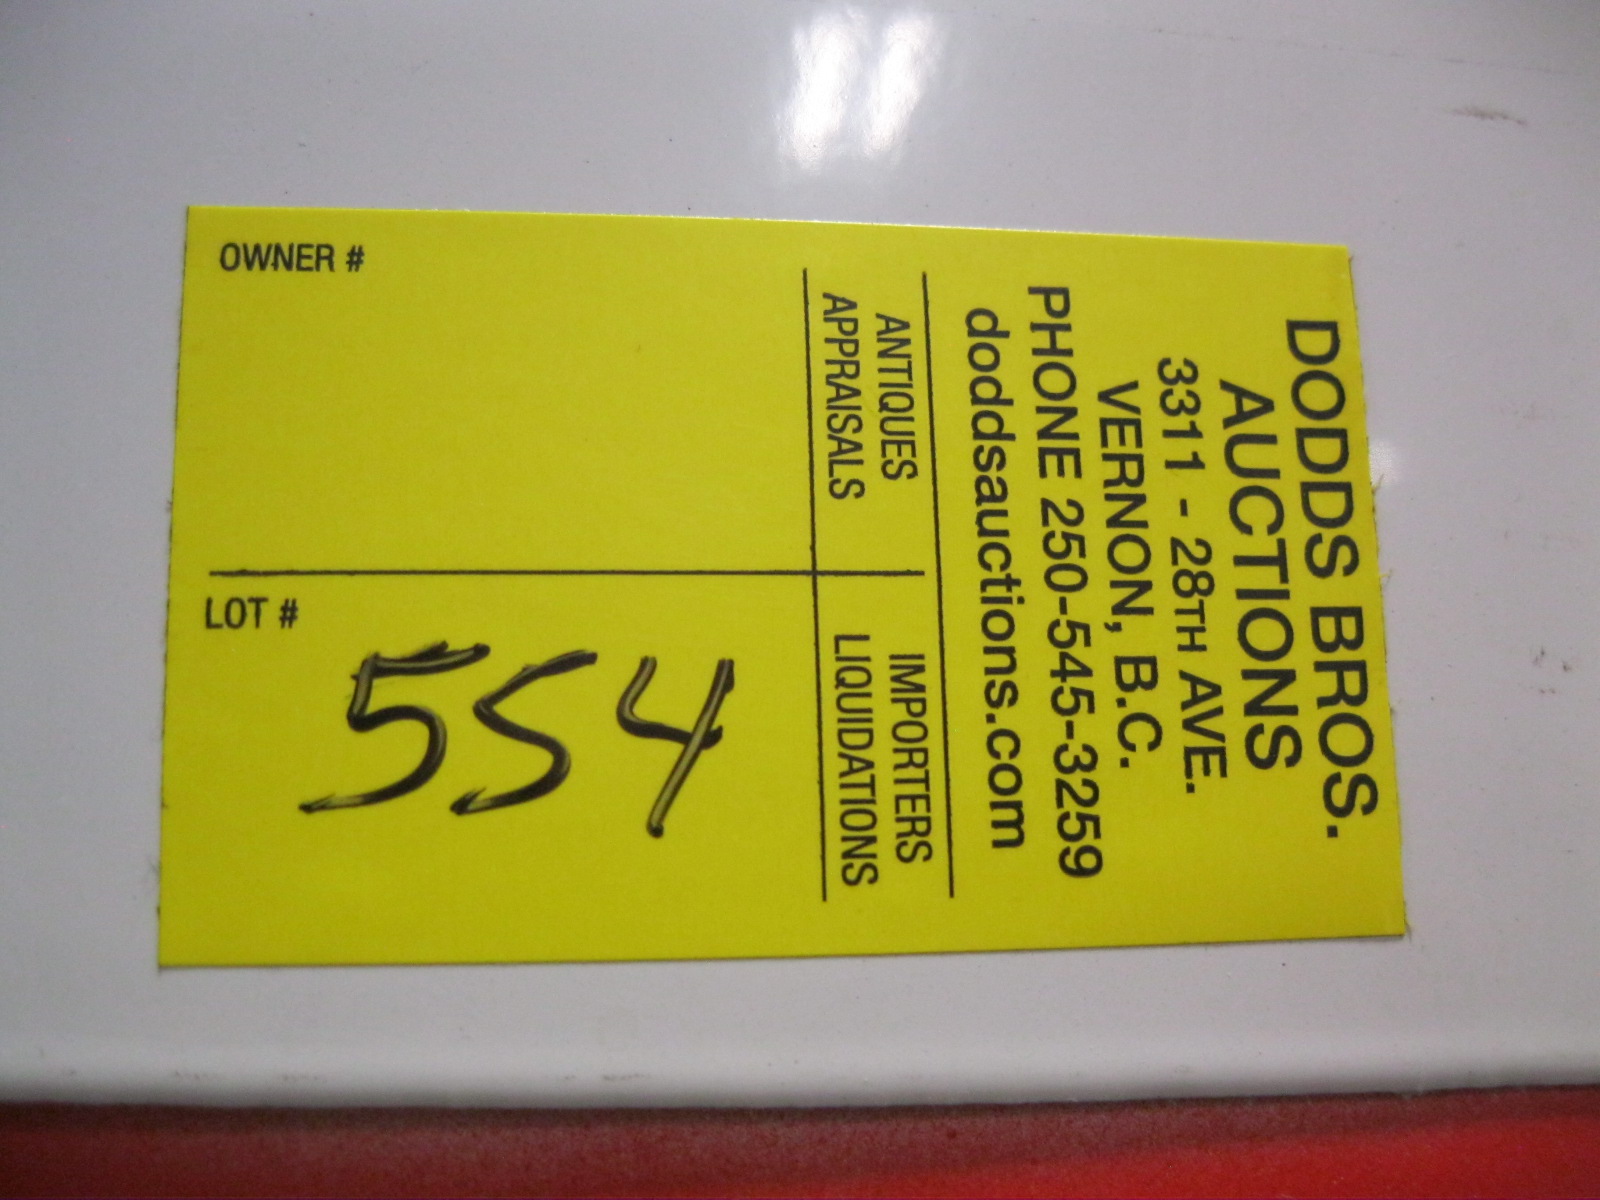 DODDS BROS.
AUCTIONS
3311 - 28TH AVE.
VERNON, B.C.
PHONE 250-545-3259
doddsauctions.com
ANTIQUES IMPORTERS
APPRAISALS LIQUIDATIONS
OWNER #
LOT #
554